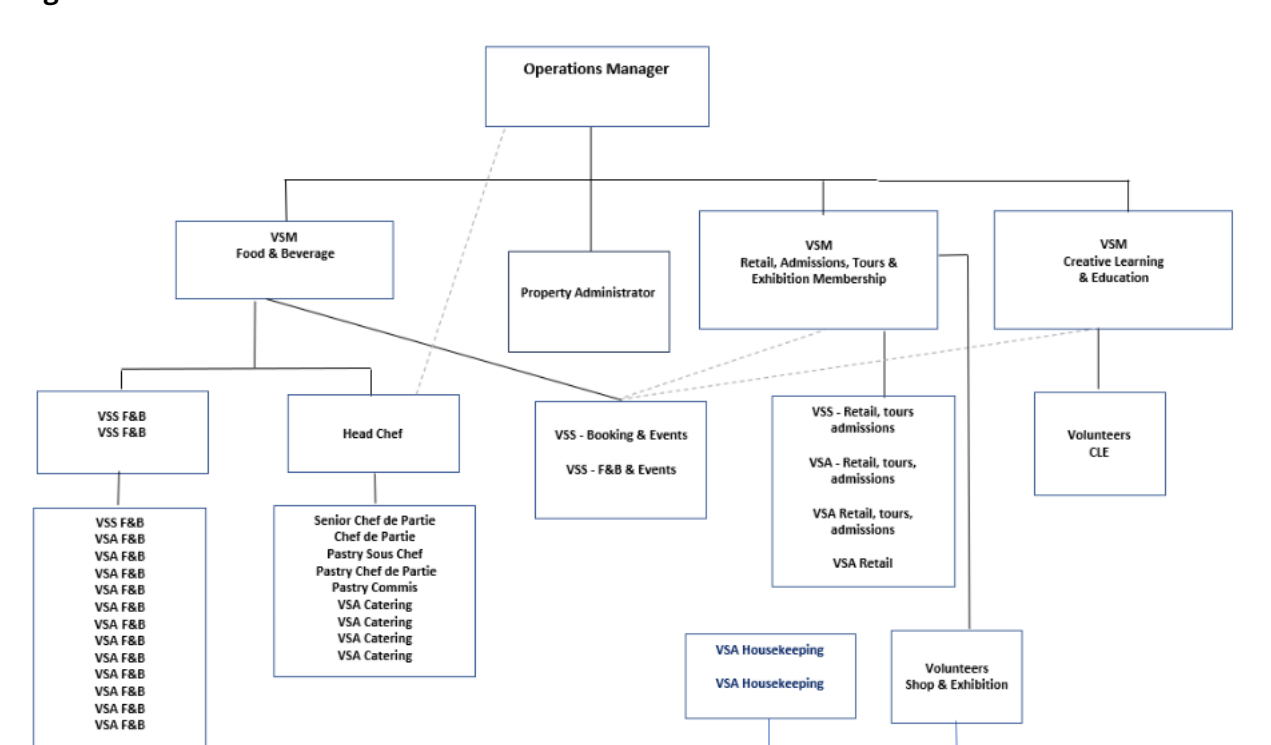 Operations Manager
VSM
Food & Beverage
Property Administrator
VSM
Retail, Admissions, Tours &
Exhibition Membership
VSM
Creative Learning
& Education
VSS F&B
VSS F&B
Head Chef
VSS - Booking & Events
VSS - F&B & Events
VSS - Retail, tours
admissions
VSA - Retail, tours,
admissions
VSA Retail, tours,
admissions
VSA Retail
Volunteers
CLE
VSS F&B
VSA F&B
VSA F&B
VSA F&B
VSA F&B
VSA F&B
VSA F&B
VSA F&B
VSA F&B
VSA F&B
VSA F&B
VSA F&B
VSA F&B
Senior Chef de Partie
Chef de Partie
Pastry Sous Chef
Pastry Chef de Partie
Pastry Commis
VSA Catering
VSA Catering
VSA Catering
VSA Catering
VSA Housekeeping
VSA Housekeeping
Volunteers
Shop & Exhibition